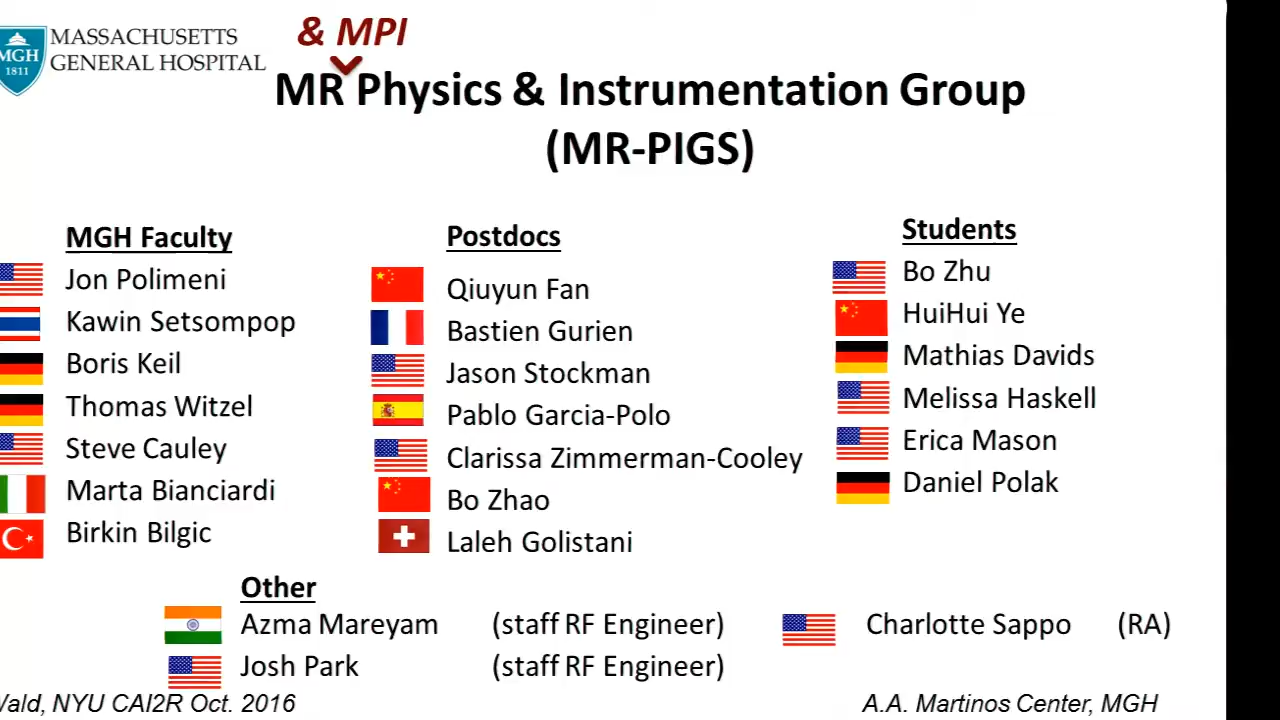 MGH
1811
MASSACHUSETTS
GENERAL HOSPITAL
& MPI
MR Physics & Instrumentation Group
(MR-PIGS)
MGH Faculty
Jon Polimeni
Kawin Setsompop
Boris Keil
Thomas Witzel
Steve Cauley
Marta Bianciardi
Birkin Bilgic
Postdocs
Qiuyun Fan
Bastien Gurien
Jason Stockman
Pablo Garcia-Polo
Clarissa Zimmerman-Cooley
Bo Zhao
Laleh Golistani
Students
Bo Zhu
HuiHui Ye
Mathias Davids
Melissa Haskell
Erica Mason
Daniel Polak
Other
Azma Mareyam (staff RF Engineer)
Charlotte Sappo (RA)
Josh Park (staff RF Engineer)
NYU CAI2R Oct. 2016
A.A. Martinos Center, MGH